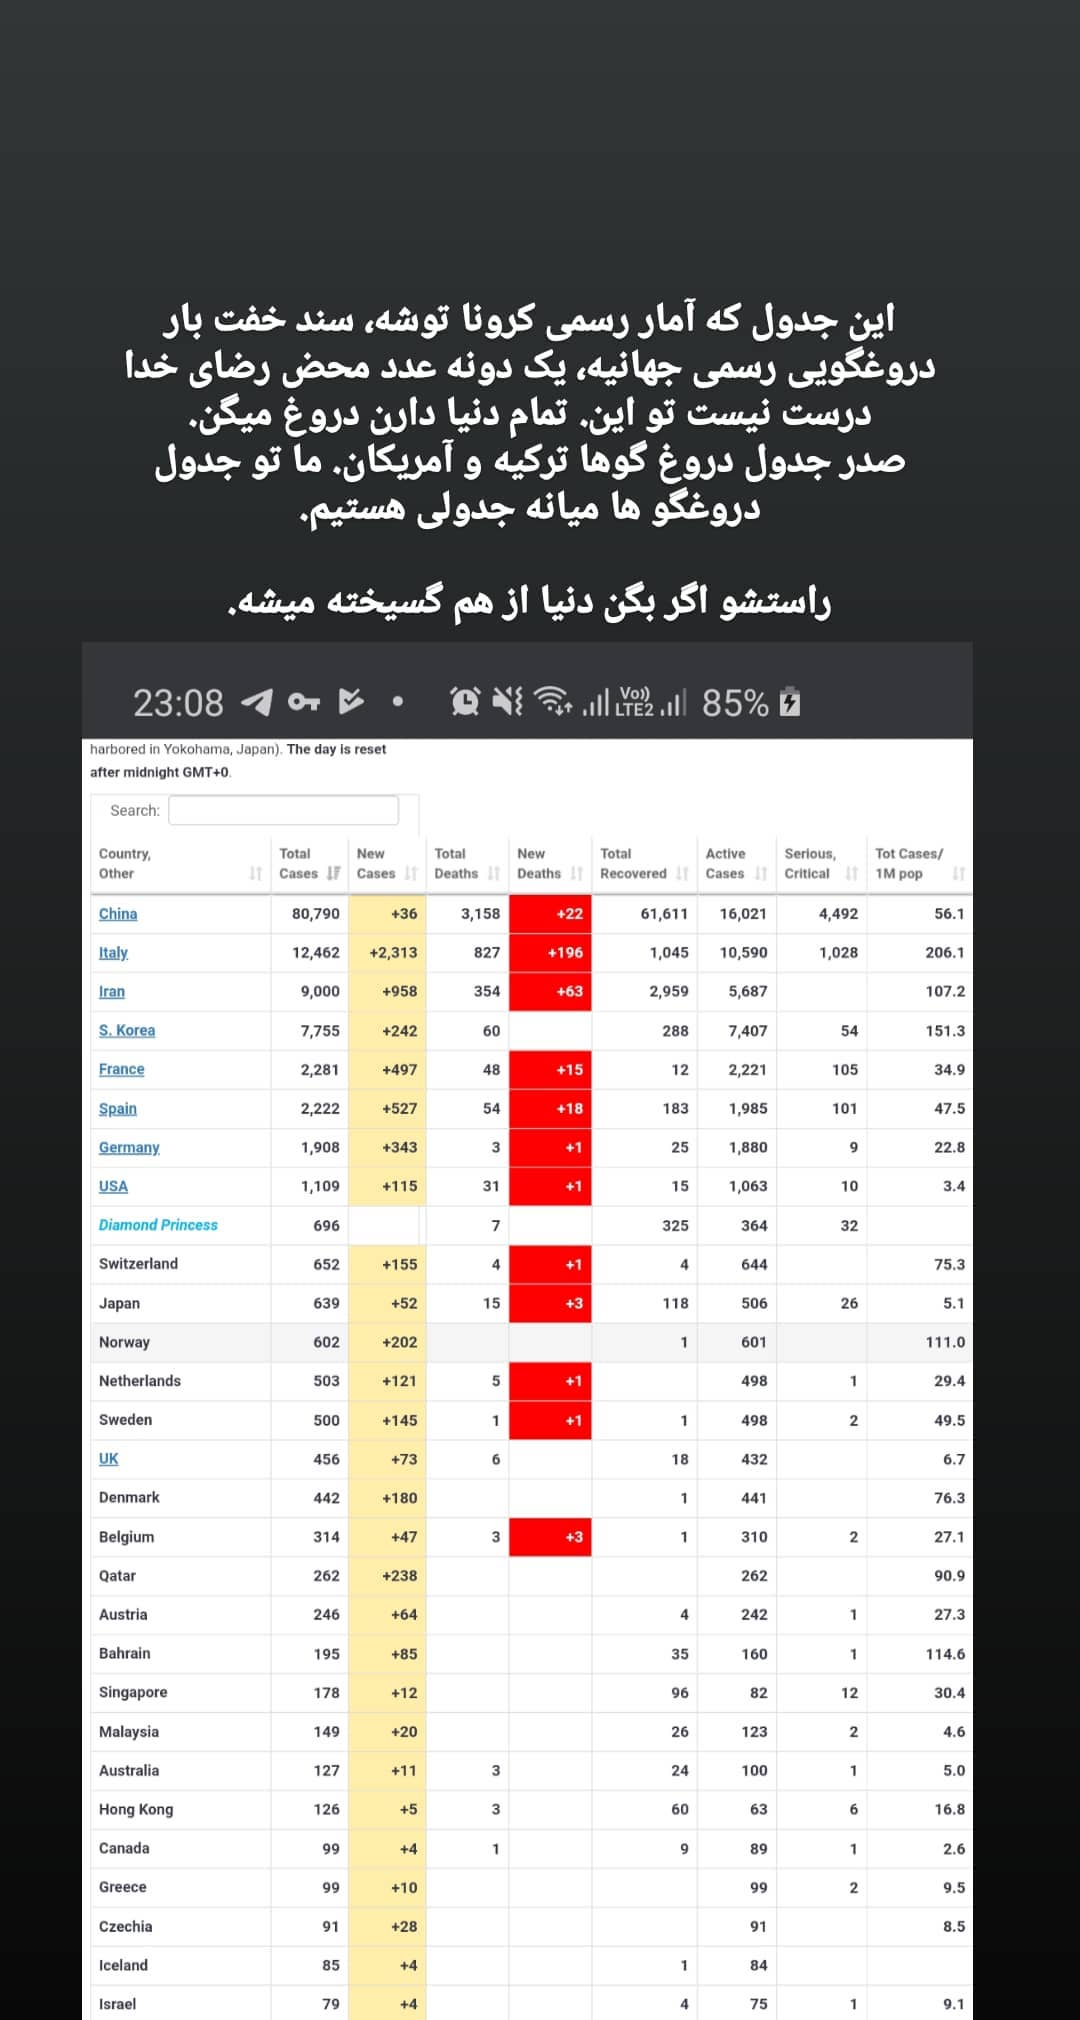 این جدول که آمار رسمی کرونا توشه، سند خفت بار
دروغگویی رسمی جهانیه، یک دونه عدد محض رضای خدا
درست نیست تو این. تمام دنیا دارن دروغ میگن.
صدر جدول دروغ گوها ترکیه و آمریکان. ما تو جدول
دروغگو ها میانه جدولی هستیم.
راستشو اگر بگن دنیا از هم گسیخته میشه.
23:08 Vo)) LTE2 85%
harbored in Yokohama, Japan). The day is reset
after midnight GMT+0.
Search:
Country, Other Total Cases New Cases Total Deaths New Deaths Total Recovered Active Cases Serious, Critical Tot Cases/ 1M pop
China 80,790 +36 3,158 +22 61,611 16,021 4,492 56.1
Italy 12,462 +2,313 827 +196 1,045 10,590 1,028 206.1
Iran 9,000 +958 354 +63 2,959 5,687 107.2
S. Korea 7,755 +242 60 288 7,407 54 151.3
France 2,281 +497 48 +15 12 2,221 105 34.9
Spain 2,222 +527 54 +18 183 1,985 101 47.5
Germany 1,908 +343 3 +1 25 1,880 9 22.8
USA 1,109 +115 31 +1 15 1,063 10 3.4
Diamond Princess 696 7 325 364 32
Switzerland 652 +155 4 +1 4 644 75.3
Japan 639 +52 15 +3 118 506 26 5.1
Norway 602 +202 1 601 111.0
Netherlands 503 +121 5 +1 498 1 29.4
Sweden 500 +145 1 +1 1 498 2 49.5
UK 456 +73 6 18 432 6.7
Denmark 442 +180 1 441 76.3
Belgium 314 +47 3 +3 1 310 2 27.1
Qatar 262 +238 262 90.9
Austria 246 +64 4 242 1 27.3
Bahrain 195 +85 35 160 1 114.6
Singapore 178 +12 96 82 12 30.4
Malaysia 149 +20 26 123 2 4.6
Australia 127 +11 3 24 100 1 5.0
Hong Kong 126 +5 3 60 63 6 16.8
Canada 99 +4 1 9 89 1 2.6
Greece 99 +10 99 2 9.5
Czechia 91 +28 91 8.5
Iceland 85 +4 1 84
Israel 79 +4 4 75 1 9.1